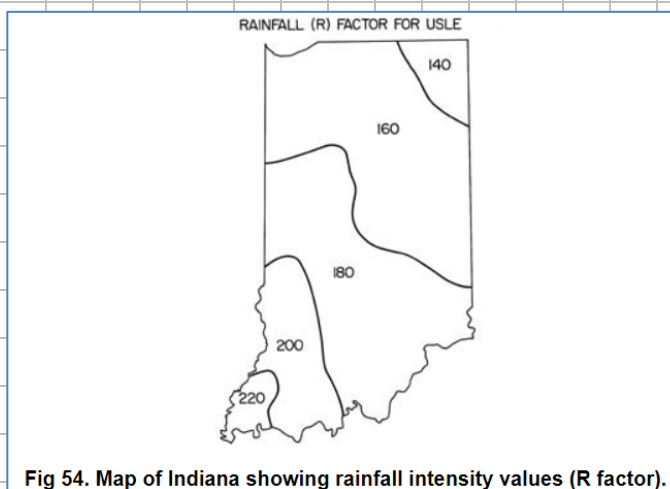 RAINFALL (R) FACTOR FOR USLE
140
160
180
200
220
Fig 54. Map of Indiana showing rainfall intensity values (R factor).